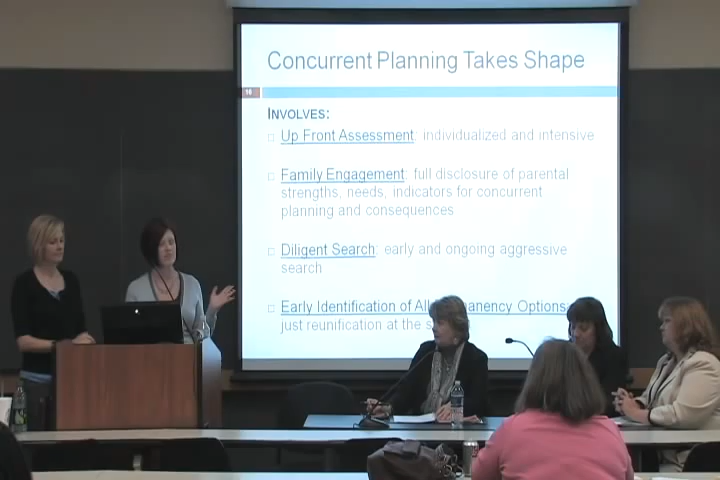 Concurrent Planning Takes Shape
16
INVOLVES:
Up Front Assessment: individualized and intensive
Family Engagement: full disclosure of parental
strengths, needs, indicators for concurrent
planning and consequences
Diligent Search: early and ongoing aggressive
search
Early Identification of All Permanency Options:
just reunification at the s